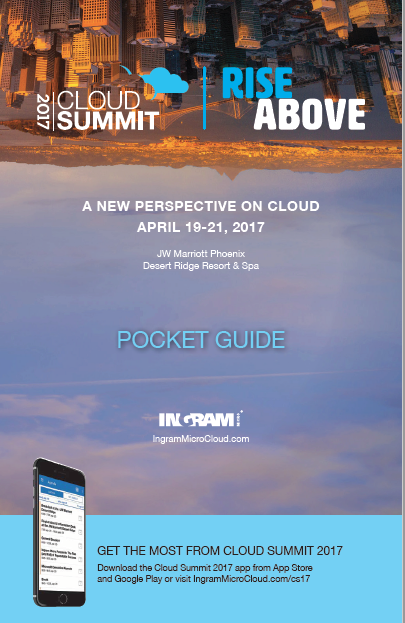 2017
CLOUD
SUMMIT
RISE
ABOVE
A NEW PERSPECTIVE ON CLOUD
APRIL 19-21, 2017
JW Marriott Phoenix
Desert Ridge Resort & Spa
POCKET GUIDE
INGRAM
IngramMicroCloud.com
GET THE MOST FROM CLOUD SUMMIT 2017
Download the Cloud Summit 2017 app from App Store
and Google Play or visit IngramMicroCloud.com/cs17